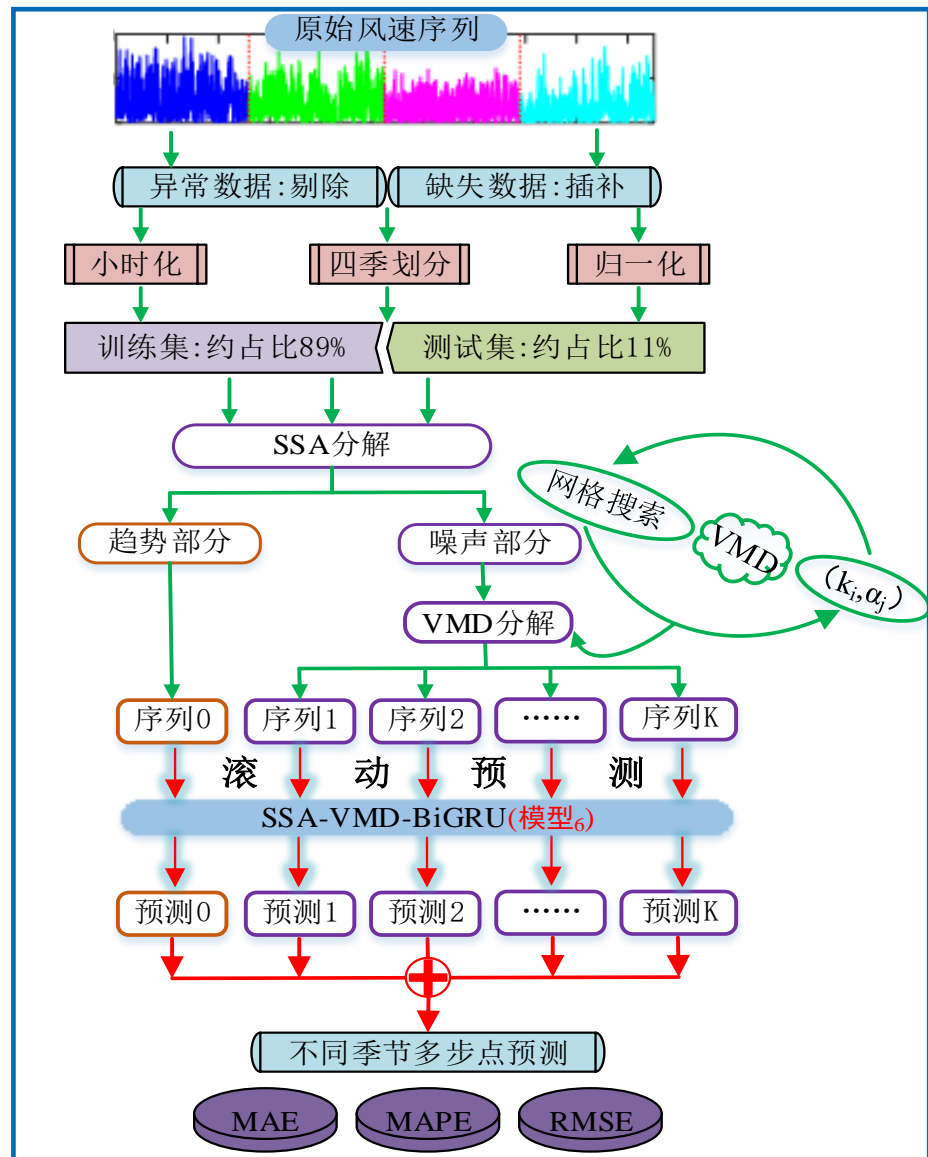 原始风速序列
异常数据:剔除
缺失数据:插补
小时化
四季划分
归一化
训练集:约占比89%
测试集:约占比11%
SSA分解
网格搜索
VMD
(k_i,α_j)
趋势部分
噪声部分
VMD分解
序列0
序列1
序列2
……
序列K
滚动预测
SSA-VMD-BiGRU(模型6)
预测0
预测1
预测2
……
预测K
不同季节多步点预测
MAE
MAPE
RMSE